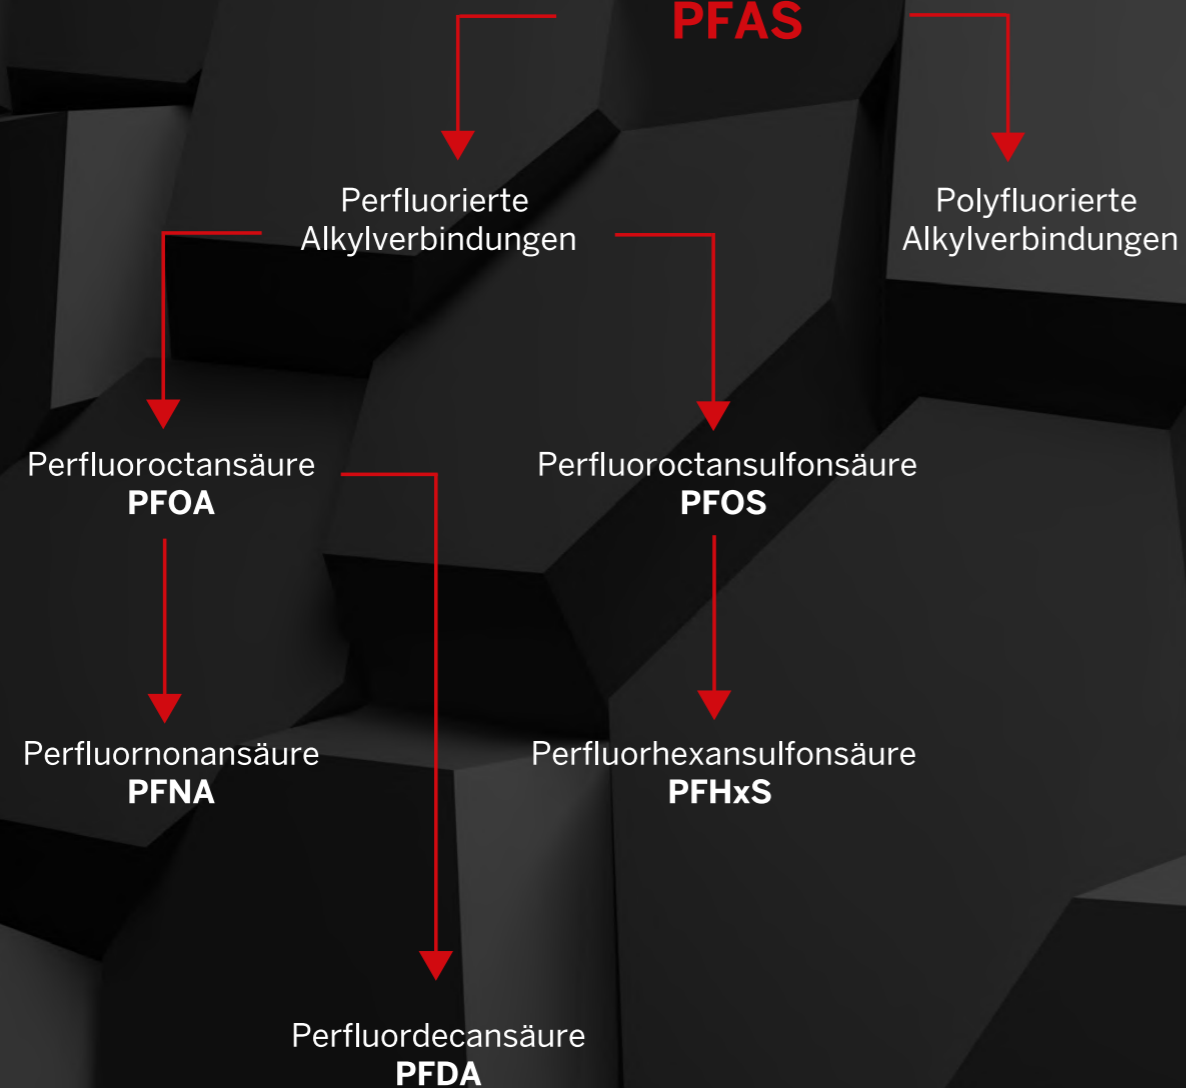 PFAS
Perfluorierte
Alkylverbindungen
Polyfluorierte
Alkylverbindungen
Perfluoroctansäure
PFOA
Perfluoroctansulfonsäure
PFOS
Perfluornonansäure
PFNA
Perfluorhexansulfonsäure
PFHxS
Perfluordecansäure
PFDA